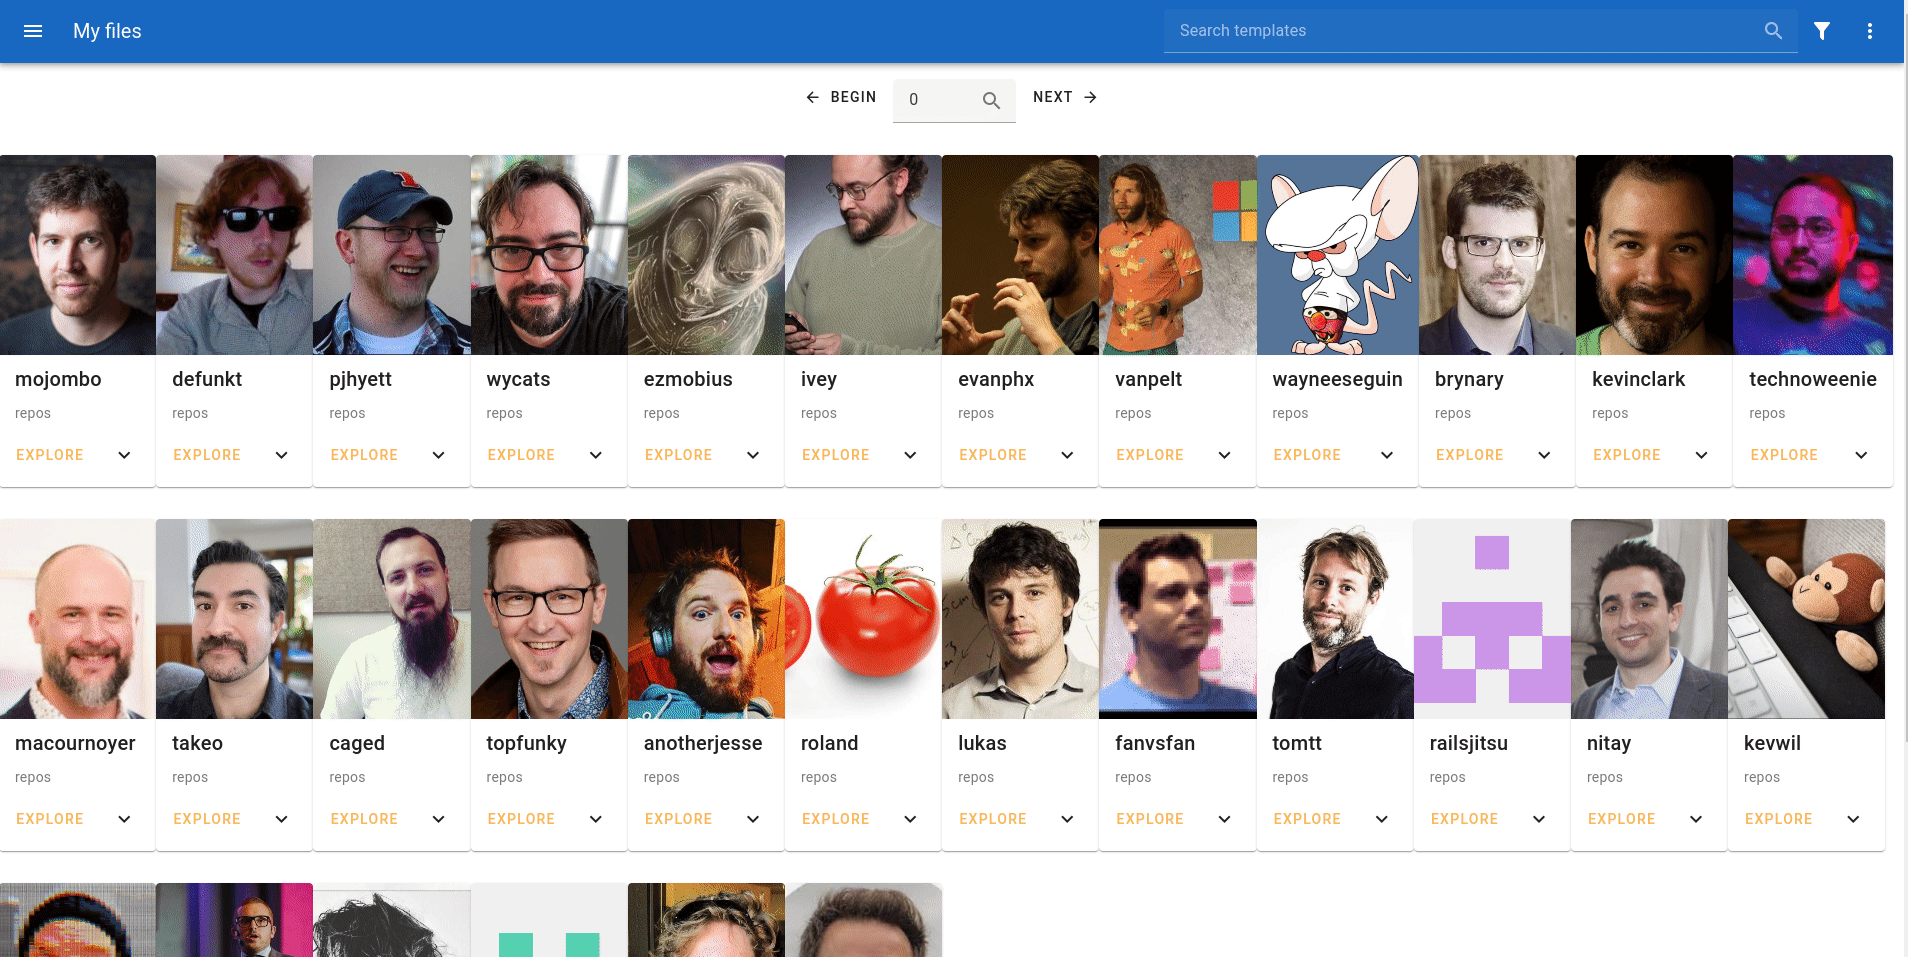 My files
Search templates
BEGIN 0 NEXT
mojombo defunkt pjhyett wycats ezmobius ivey evanphx vanpelt wayneeseguin brynary kevinclark technoweenie
repos repos repos repos repos repos repos repos repos repos repos repos
EXPLORE EXPLORE EXPLORE EXPLORE EXPLORE EXPLORE EXPLORE EXPLORE EXPLORE EXPLORE EXPLORE EXPLORE
macournoyer takeo caged topfunky anotherjesse roland lukas fanvsfan tomtt railsjitsu nitay kevwil
repos repos repos repos repos repos repos repos repos repos repos repos
EXPLORE EXPLORE EXPLORE EXPLORE EXPLORE EXPLORE EXPLORE EXPLORE EXPLORE EXPLORE EXPLORE EXPLORE